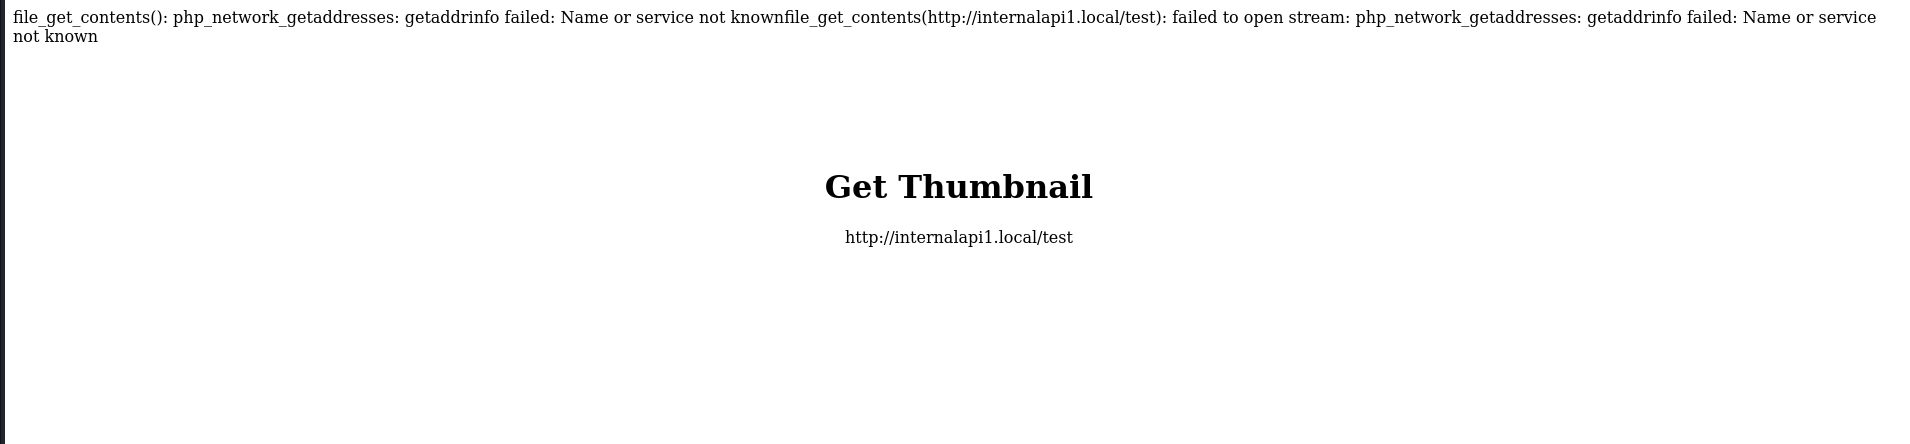 file_get_contents(): php_network_getaddresses: getaddrinfo failed: Name or service not knownfile_get_contents(http://internalapi1.local/test): failed to open stream: php_network_getaddresses: getaddrinfo failed: Name or service
not known
Get Thumbnail
http://internalapi1.local/test